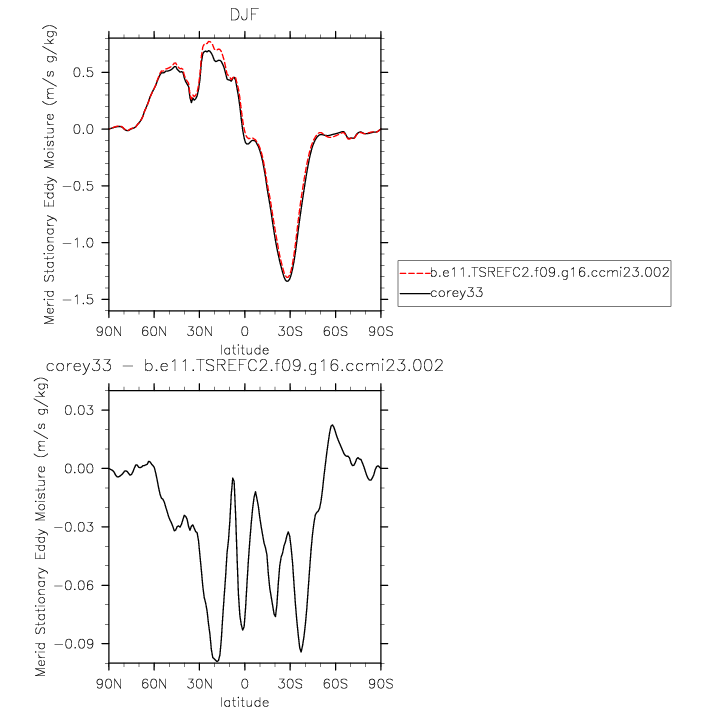 DJF
Merid Stationary Eddy Moisture (m/s g/kg)
0.5
0.0
−0.5
−1.0
−1.5
90N 60N 30N 0 30S 60S 90S
latitude
b.e11.TSREFC2.f09.g16.ccmi23.002
corey33
corey33 − b.e11.TSREFC2.f09.g16.ccmi23.002
Merid Stationary Eddy Moisture (m/s g/kg)
0.03
0.00
−0.03
−0.06
−0.09
90N 60N 30N 0 30S 60S 90S
latitude